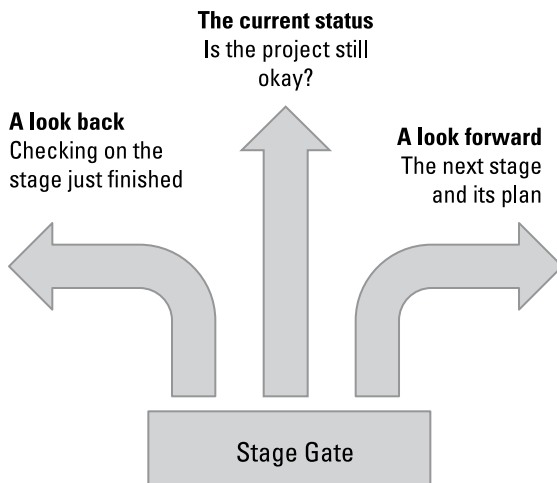 The current status
Is the project still
okay?
A look back
Checking on the
stage just finished
A look forward
The next stage
and its plan
Stage Gate